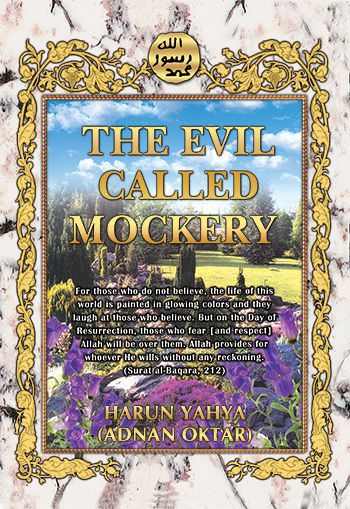 الله
رسول
محمد
THE EVIL
CALLED
MOCKERY
For those who do not believe, the life of this
world is painted in glowing colors and they
laugh at those who believe. But on the Day of
Resurrection, those who fear [and respect]
Allah will be over them. Allah provides for
whoever He wills without any reckoning.
(Surat al-Baqara, 212)
HARUN YAHYA
(ADNAN OKTAR)